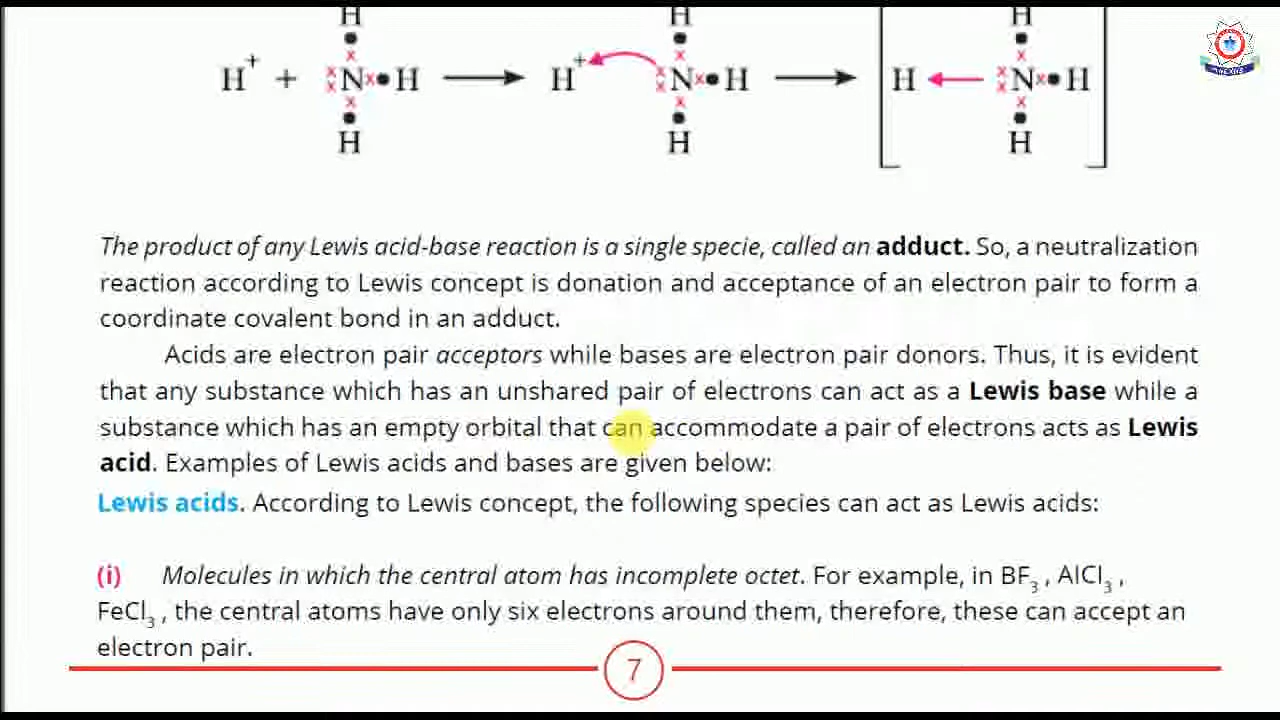 H H H
H⁺ + ××N×•H ⟶ H⁺ ××N×•H ⟶ [H ⟵ ××N×•H]
H H H
The product of any Lewis acid-base reaction is a single specie, called an adduct. So, a neutralization
reaction according to Lewis concept is donation and acceptance of an electron pair to form a
coordinate covalent bond in an adduct.
Acids are electron pair acceptors while bases are electron pair donors. Thus, it is evident
that any substance which has an unshared pair of electrons can act as a Lewis base while a
substance which has an empty orbital that can accommodate a pair of electrons acts as Lewis
acid. Examples of Lewis acids and bases are given below:
Lewis acids. According to Lewis concept, the following species can act as Lewis acids:
(i) Molecules in which the central atom has incomplete octet. For example, in BF₃ , AlCl₃ ,
FeCl₃ , the central atoms have only six electrons around them, therefore, these can accept an
electron pair.
7